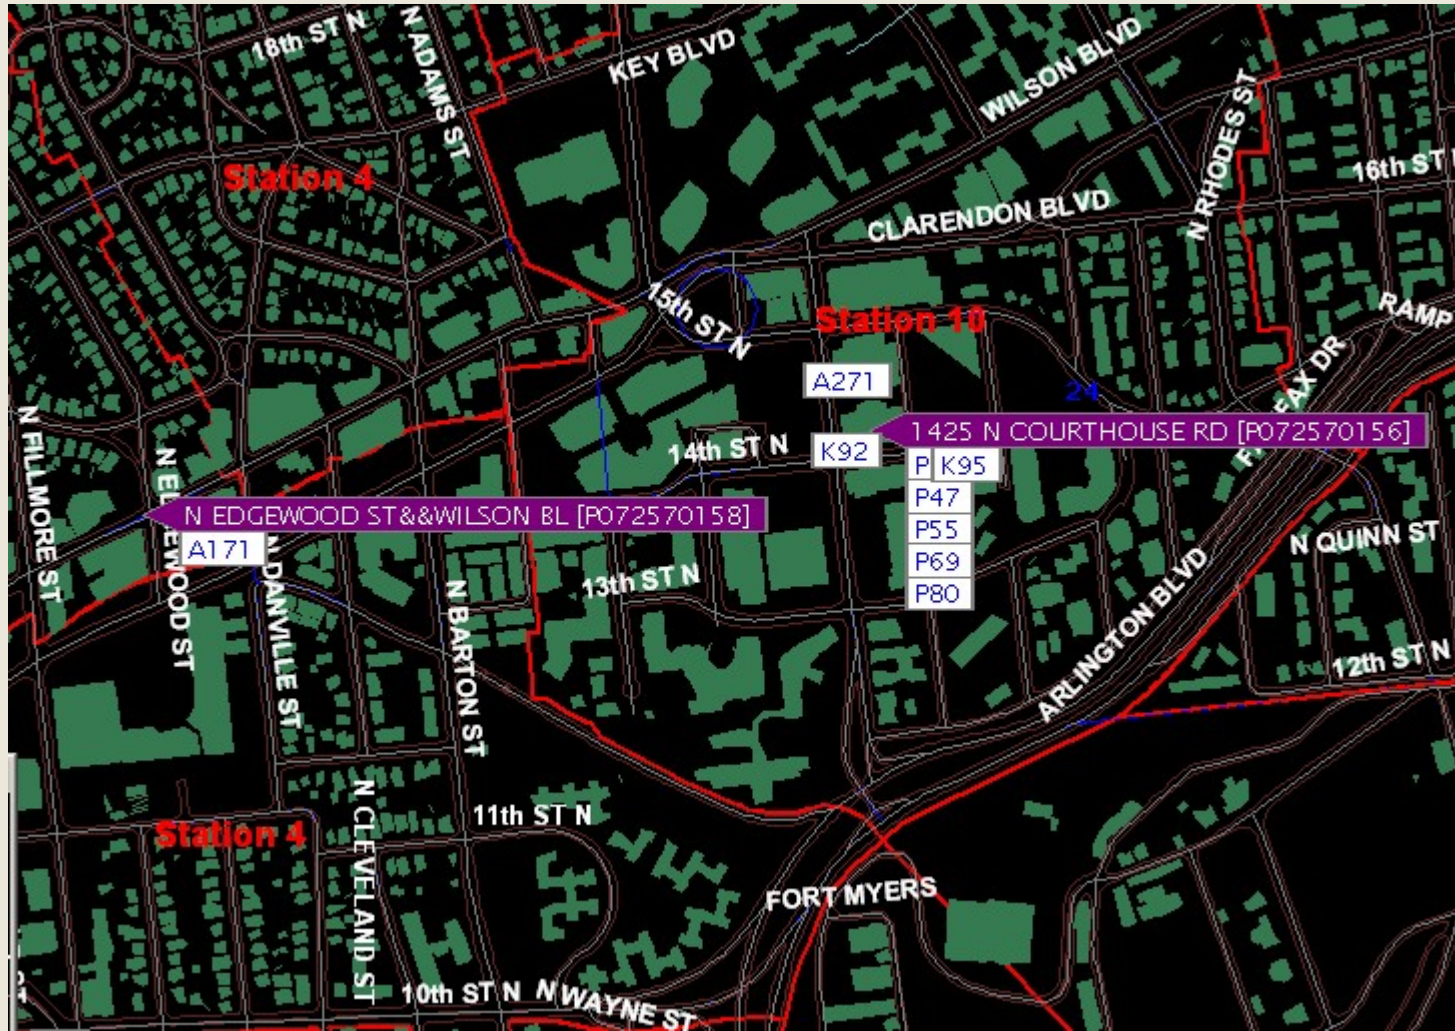 18th ST N
N ADAMS ST
KEY BLVD
WILSON BLVD
N RHODES ST
16th ST N
Station 4
CLARENDON BLVD
15th ST N
Station 10
RAMP
FAX DR
A271
24
1425 N COURTHOUSE RD [P072570156]
14th ST N
K92
P
K95
P47
P55
P69
P80
N FILLMORE ST
N EDGEWOOD ST&&WILSON BL [P072570158]
WOOD ST
A171
N DANVILLE ST
N BARTON ST
13th ST N
N QUINN ST
ARLINGTON BLVD
12th ST N
Station 4
N CLEVELAND ST
11th ST N
FORT MYERS
10th ST N
N WAYNE ST